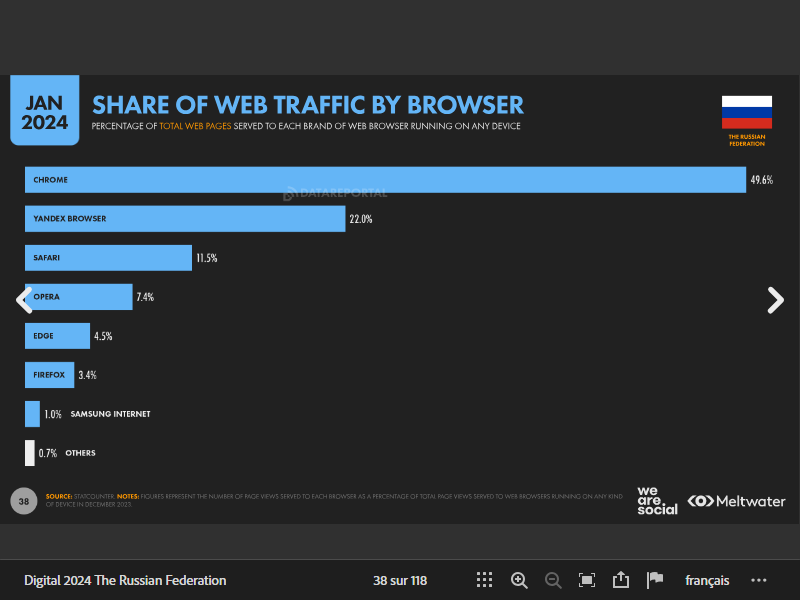 JAN
2024
SHARE OF WEB TRAFFIC BY BROWSER
PERCENTAGE OF TOTAL WEB PAGES SERVED TO EACH BRAND OF WEB BROWSER RUNNING ON ANY DEVICE
THE RUSSIAN
FEDERATION
CHROME 49.6%
DATAREPORTAL
YANDEX BROWSER 22.0%
SAFARI 11.5%
OPERA 7.4%
EDGE 4.5%
FIREFOX 3.4%
1.0% SAMSUNG INTERNET
0.7% OTHERS
38
SOURCE: STATCOUNTER. NOTES: FIGURES REPRESENT THE NUMBER OF PAGE VIEWS SERVED TO EACH BROWSER AS A PERCENTAGE OF TOTAL PAGE VIEWS SERVED TO WEB BROWSERS RUNNING ON ANY KIND
OF DEVICE IN DECEMBER 2023.
we
are
social
Meltwater
Digital 2024 The Russian Federation 38 sur 118 français